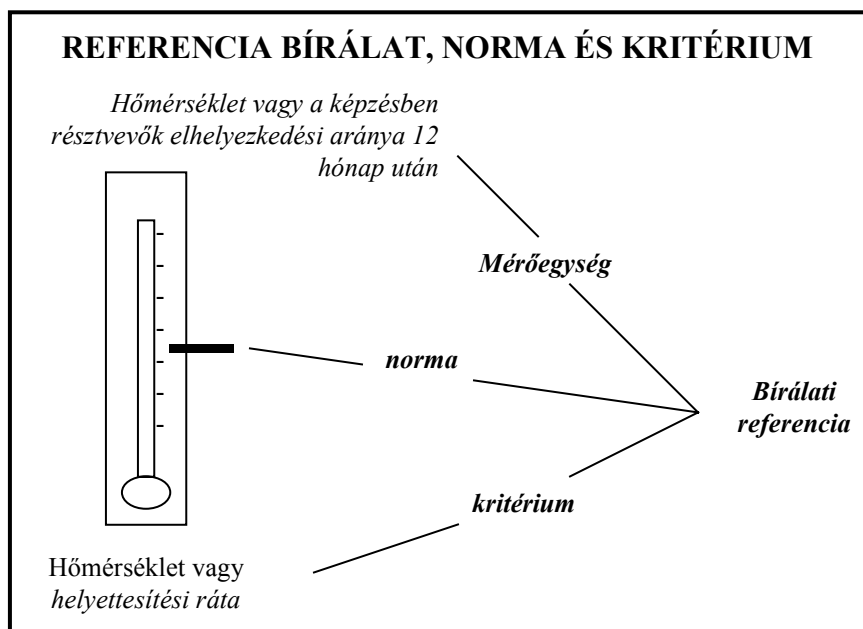 REFERENCIA BÍRÁLAT, NORMA ÉS KRITÉRIUM
Hőmérséklet vagy a képzésben
résztvevők elhelyezkedési aránya 12
hónap után
Mérőegység
norma
Bírálati
referencia
kritérium
Hőmérséklet vagy
helyettesítési ráta